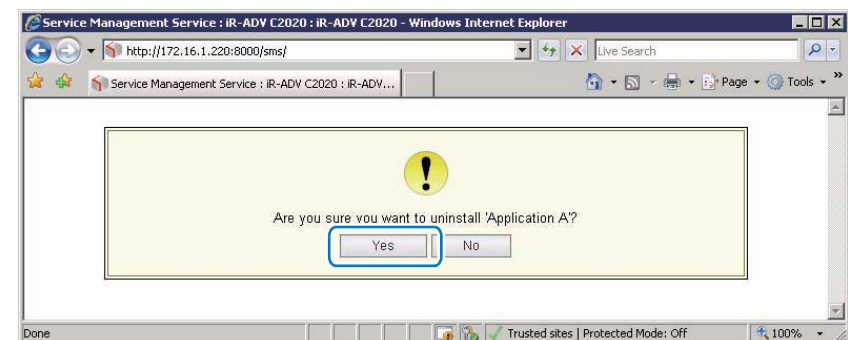 Service Management Service : iR-ADV C2020 : iR-ADV C2020 - Windows Internet Explorer
http://172.16.1.220:8000/sms/
Live Search
Service Management Service : iR-ADV C2020 : iR-ADV...
Page
Tools
»
Are you sure you want to uninstall 'Application A'?
Yes
No
Done
Trusted sites | Protected Mode: Off
100%